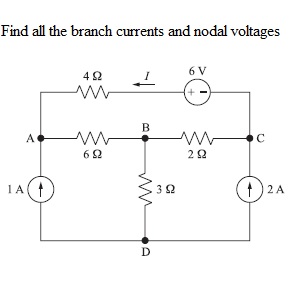 Find all the branch currents and nodal voltages
4 Ω I 6 V
+ −
A B C
6 Ω 2 Ω
1 A 3 Ω 2 A
D